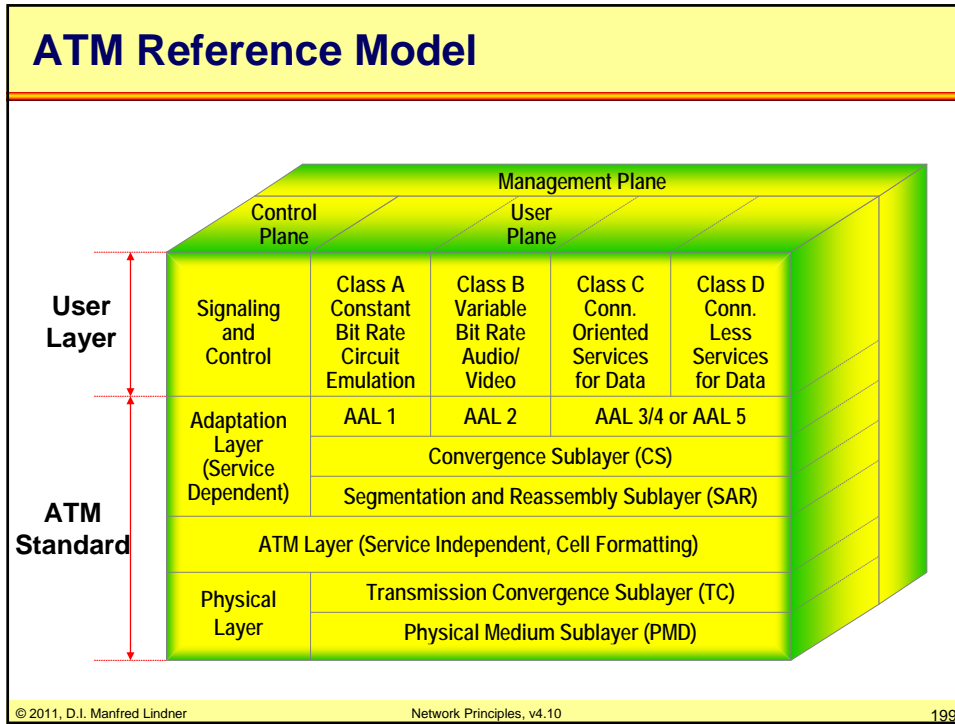 ATM Reference Model
Management Plane
Control
Plane
User
Plane
User
Layer
Signaling
and
Control
Class A
Constant
Bit Rate
Circuit
Emulation
Class B
Variable
Bit Rate
Audio/
Video
Class C
Conn.
Oriented
Services
for Data
Class D
Conn.
Less
Services
for Data
ATM
Standard
Adaptation
Layer
(Service
Dependent)
AAL 1
AAL 2
AAL 3/4 or AAL 5
Convergence Sublayer (CS)
Segmentation and Reassembly Sublayer (SAR)
ATM Layer (Service Independent, Cell Formatting)
Physical
Layer
Transmission Convergence Sublayer (TC)
Physical Medium Sublayer (PMD)
© 2011, D.I. Manfred Lindner
Network Principles, v4.10
199